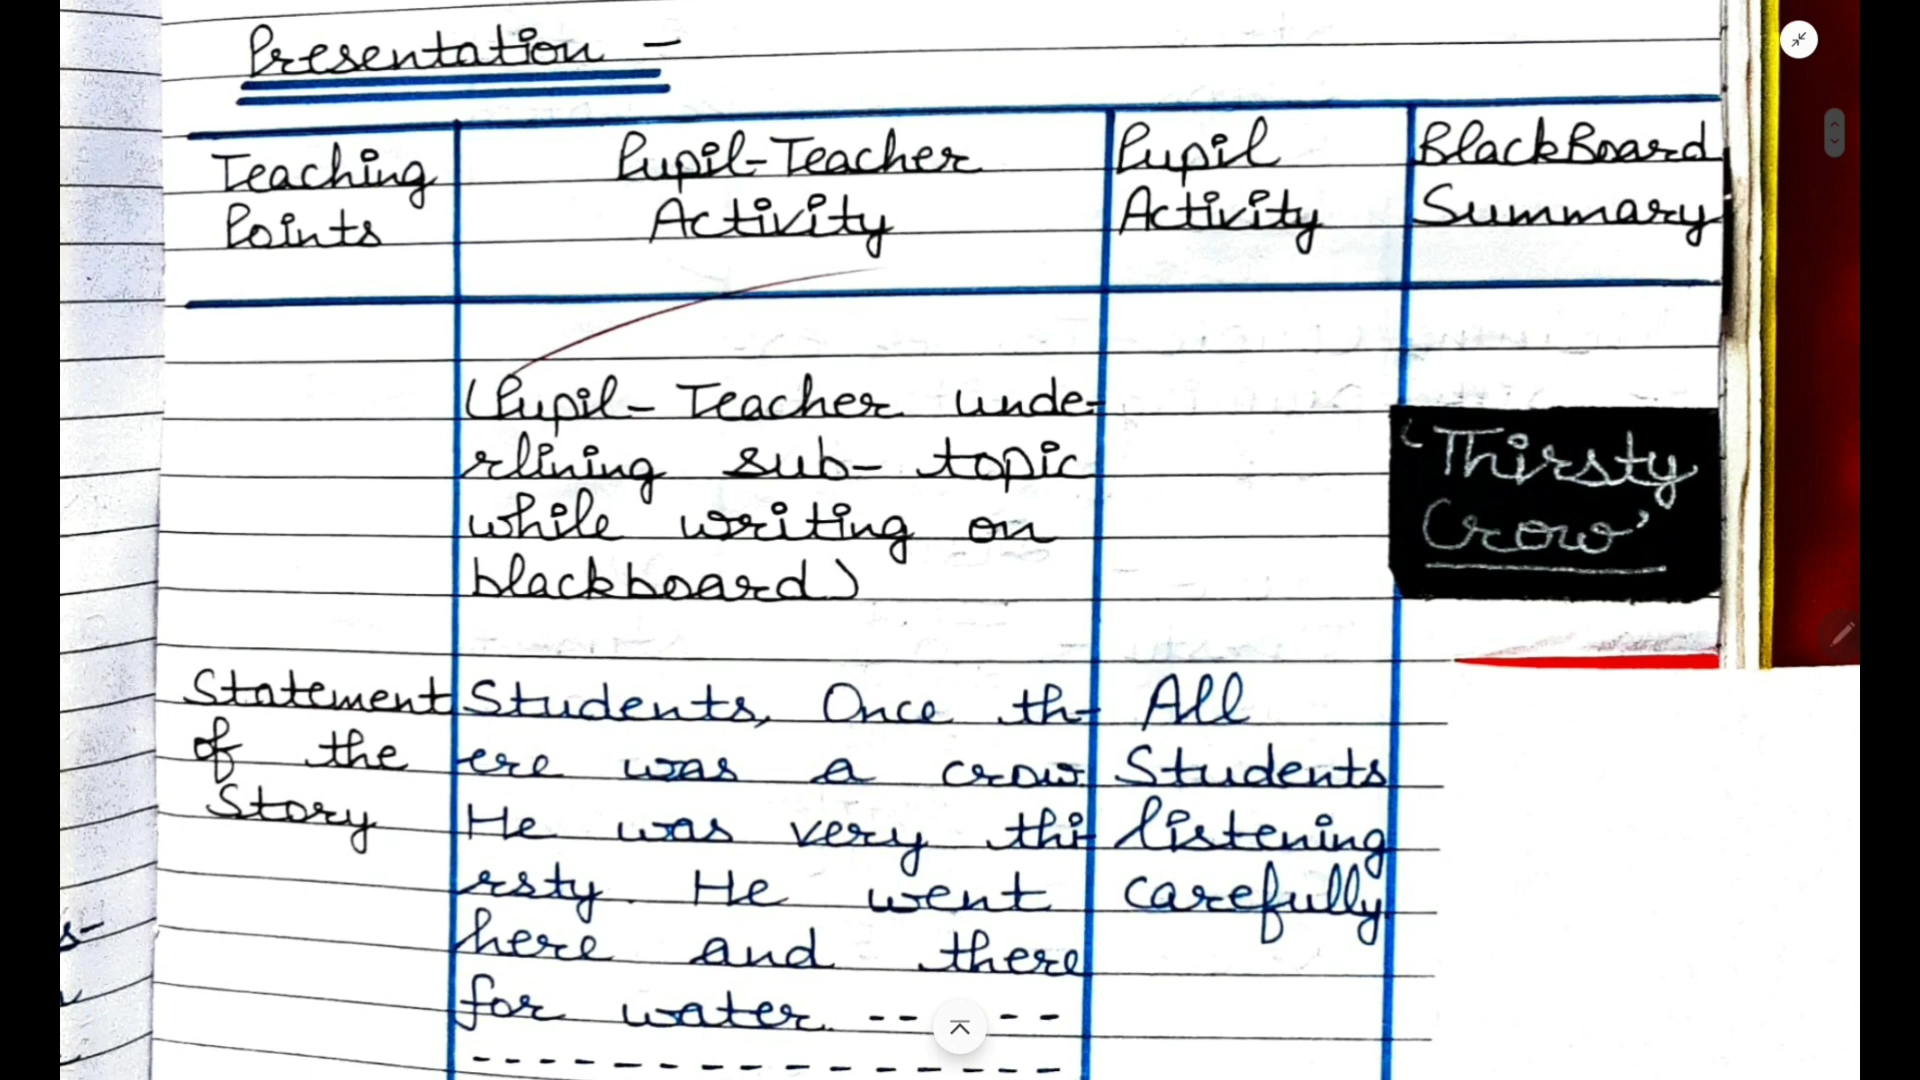 Presentation -
Teaching
Points
Pupil-Teacher
Activity
Pupil
Activity
BlackBoard
Summary
(Pupil- Teacher unde-
rlining sub- topic
while writing on
blackboard)
'Thirsty
Crow'
Statement
of the
Story
Students, Once th-
ere was a crow.
He was very thi-
rsty. He went
here and there
for water. -- --
------------------
All
Students
listening
carefully.